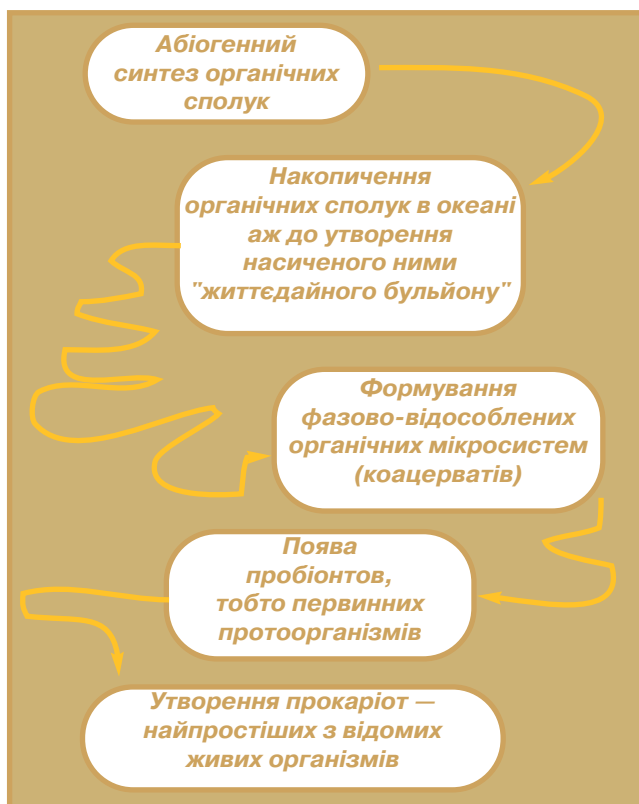 Абіогенний
синтез органічних
сполук
Накопичення
органічних сполук в океані
аж до утворення
насиченого ними
"життєдайного бульйону"
Формування
фазово-відособлених
органічних мікросистем
(коацерватів)
Поява
пробіонтов,
тобто первинних
протоорганізмів
Утворення прокаріот —
найпростіших з відомих
живих організмів